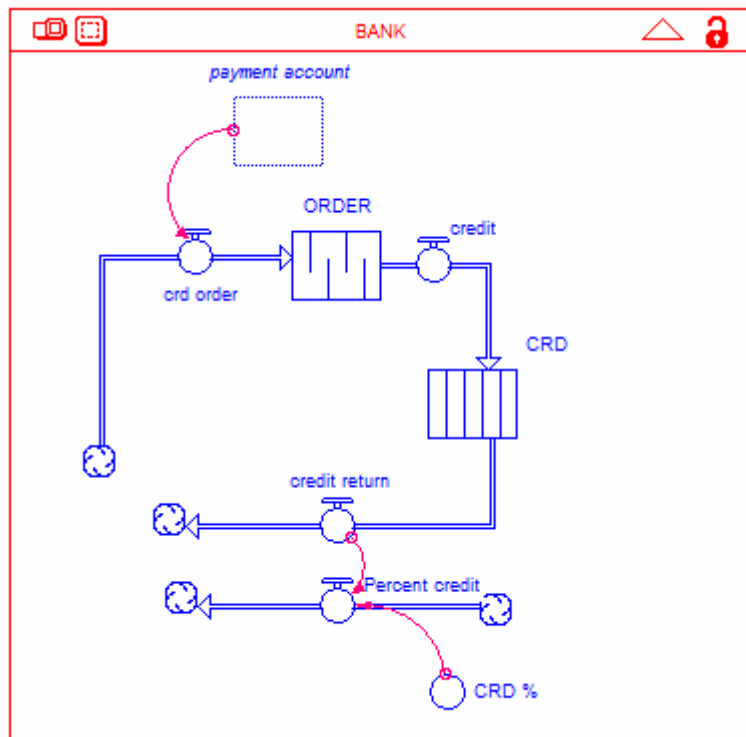 BANK
payment account
ORDER
credit
crd order
CRD
credit return
Percent credit
CRD %